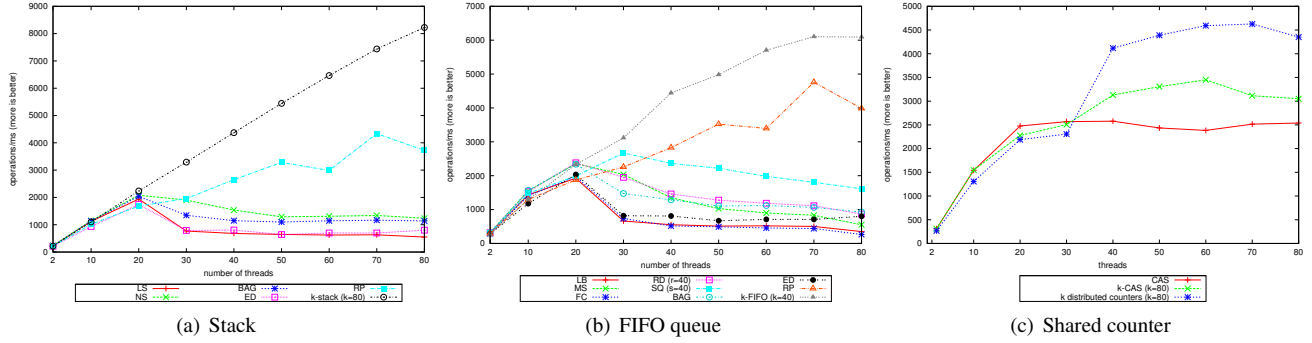 9000
8000
7000
6000
5000
4000
3000
2000
1000
0
operations/ms (more is better)
2 10 20 30 40 50 60 70 80
number of threads
LS BAG RP
NS ED k-stack (k=80)
(a) Stack
7000
6000
5000
4000
3000
2000
1000
0
operations/ms (more is better)
2 10 20 30 40 50 60 70 80
number of threads
LB RD (r=40) ED
MS SQ (s=40) RP
FC BAG k-FIFO (k=40)
(b) FIFO queue
5000
4500
4000
3500
3000
2500
2000
1500
1000
500
0
operations/ms (more is better)
2 10 20 30 40 50 60 70 80
threads
CAS
k-CAS (k=80)
k distributed counters (k=80)
(c) Shared counter